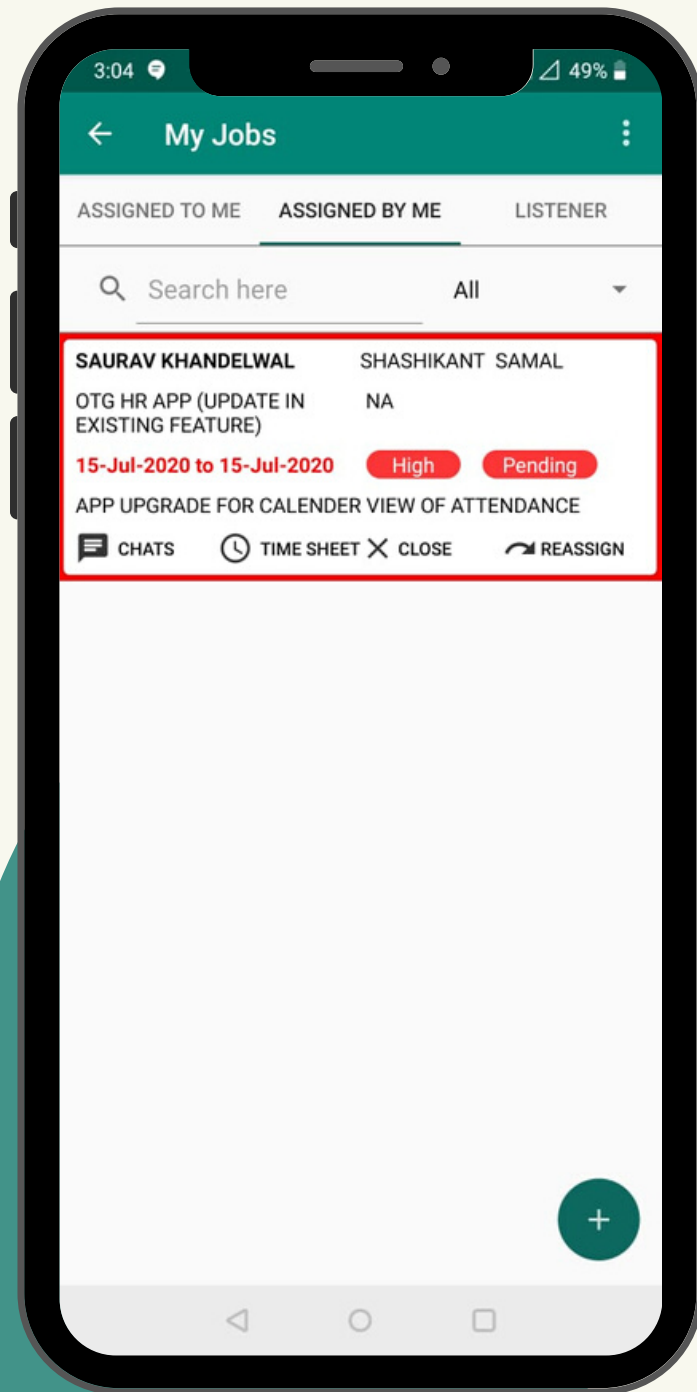 3:04 49%
My Jobs
ASSIGNED TO ME ASSIGNED BY ME LISTENER
Search here All
SAURAV KHANDELWAL SHASHIKANT SAMAL
OTG HR APP (UPDATE IN NA
EXISTING FEATURE)
15-Jul-2020 to 15-Jul-2020 High Pending
APP UPGRADE FOR CALENDER VIEW OF ATTENDANCE
CHATS TIME SHEET CLOSE REASSIGN